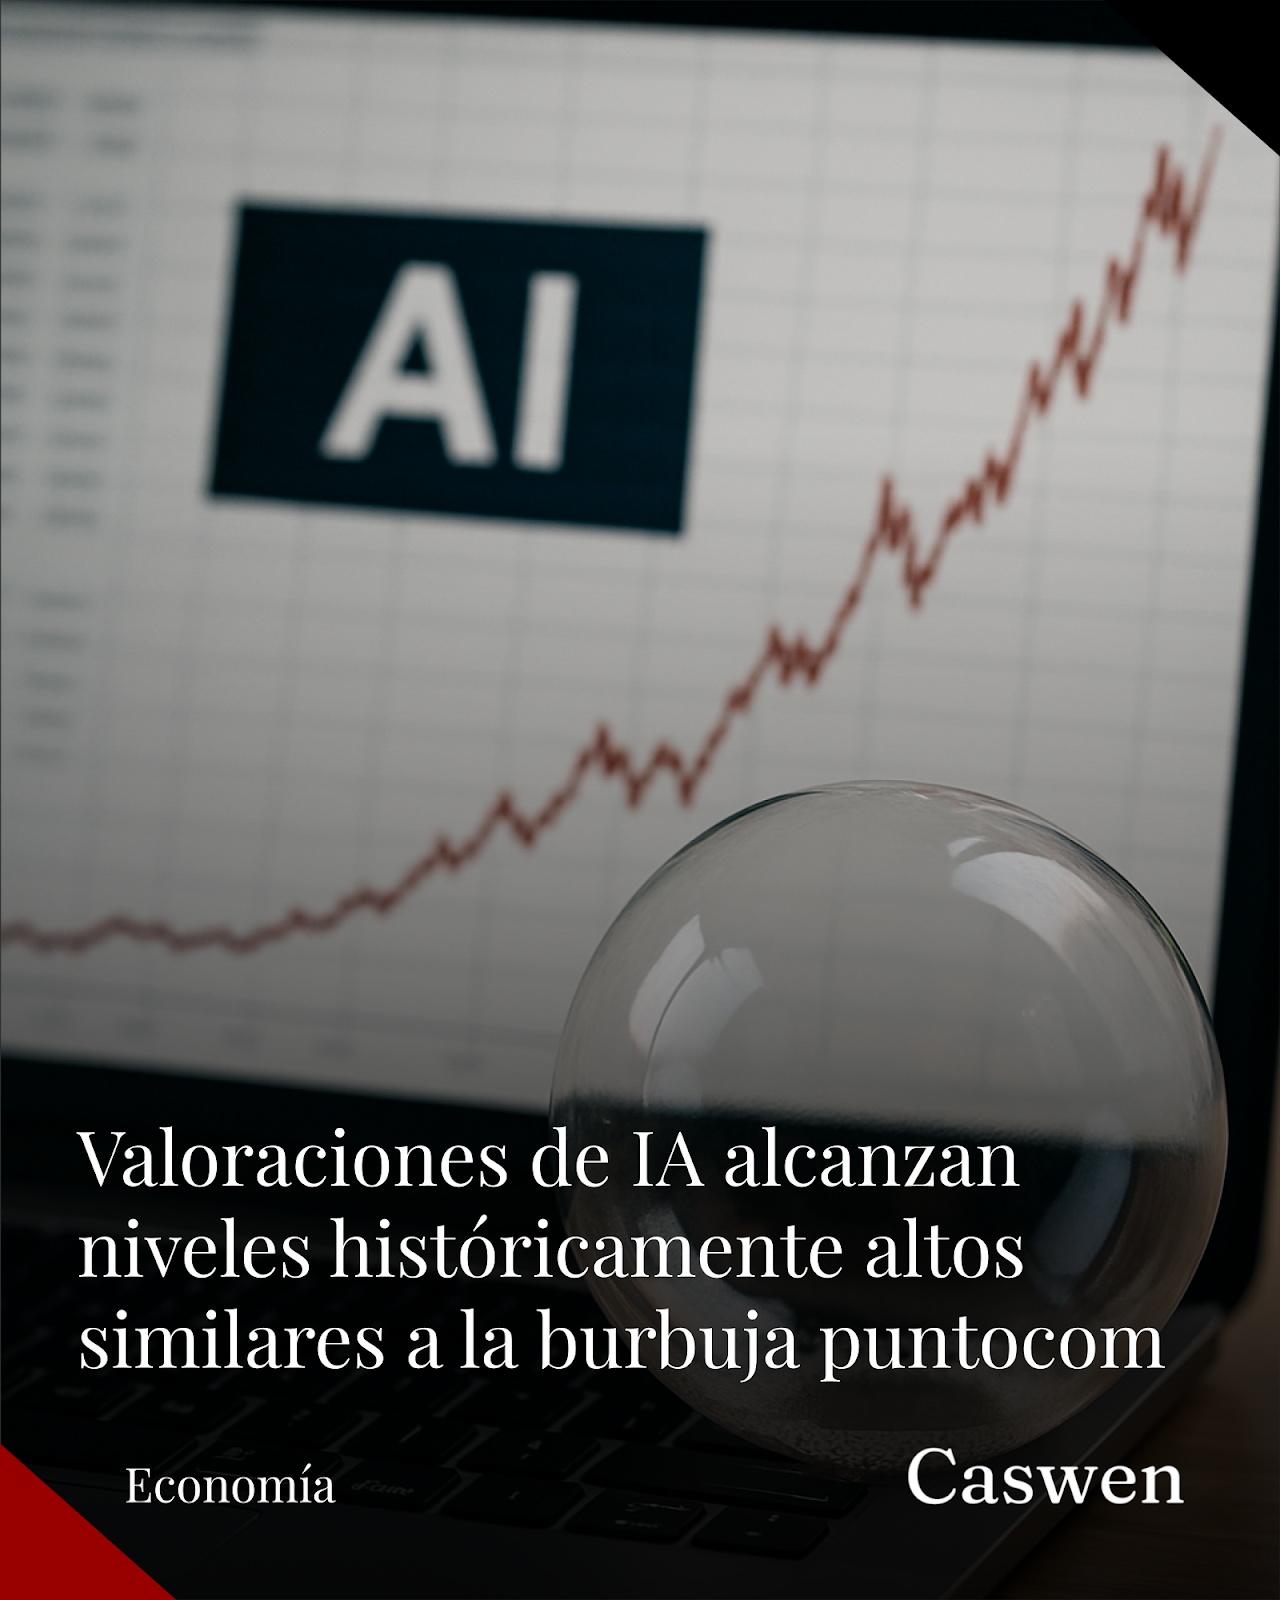 AI
Valoraciones de IA alcanzan
niveles históricamente altos
similares a la burbuja puntocom
Economía
Caswen